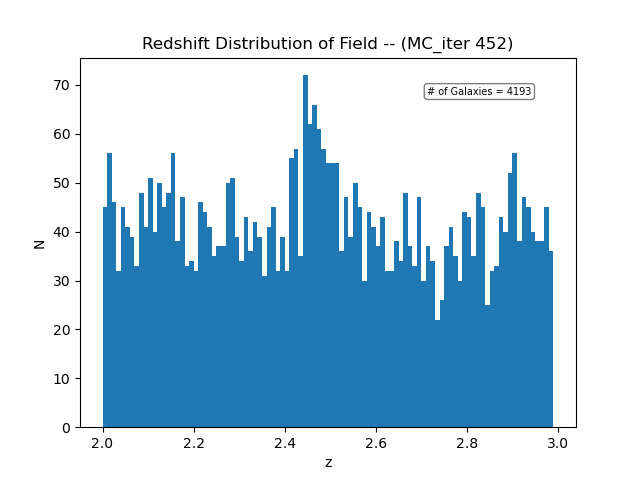 Redshift Distribution of Field -- (MC_iter 452)
# of Galaxies = 4193
70
60
50
40
30
20
10
0
N
2.0 2.2 2.4 2.6 2.8 3.0
z